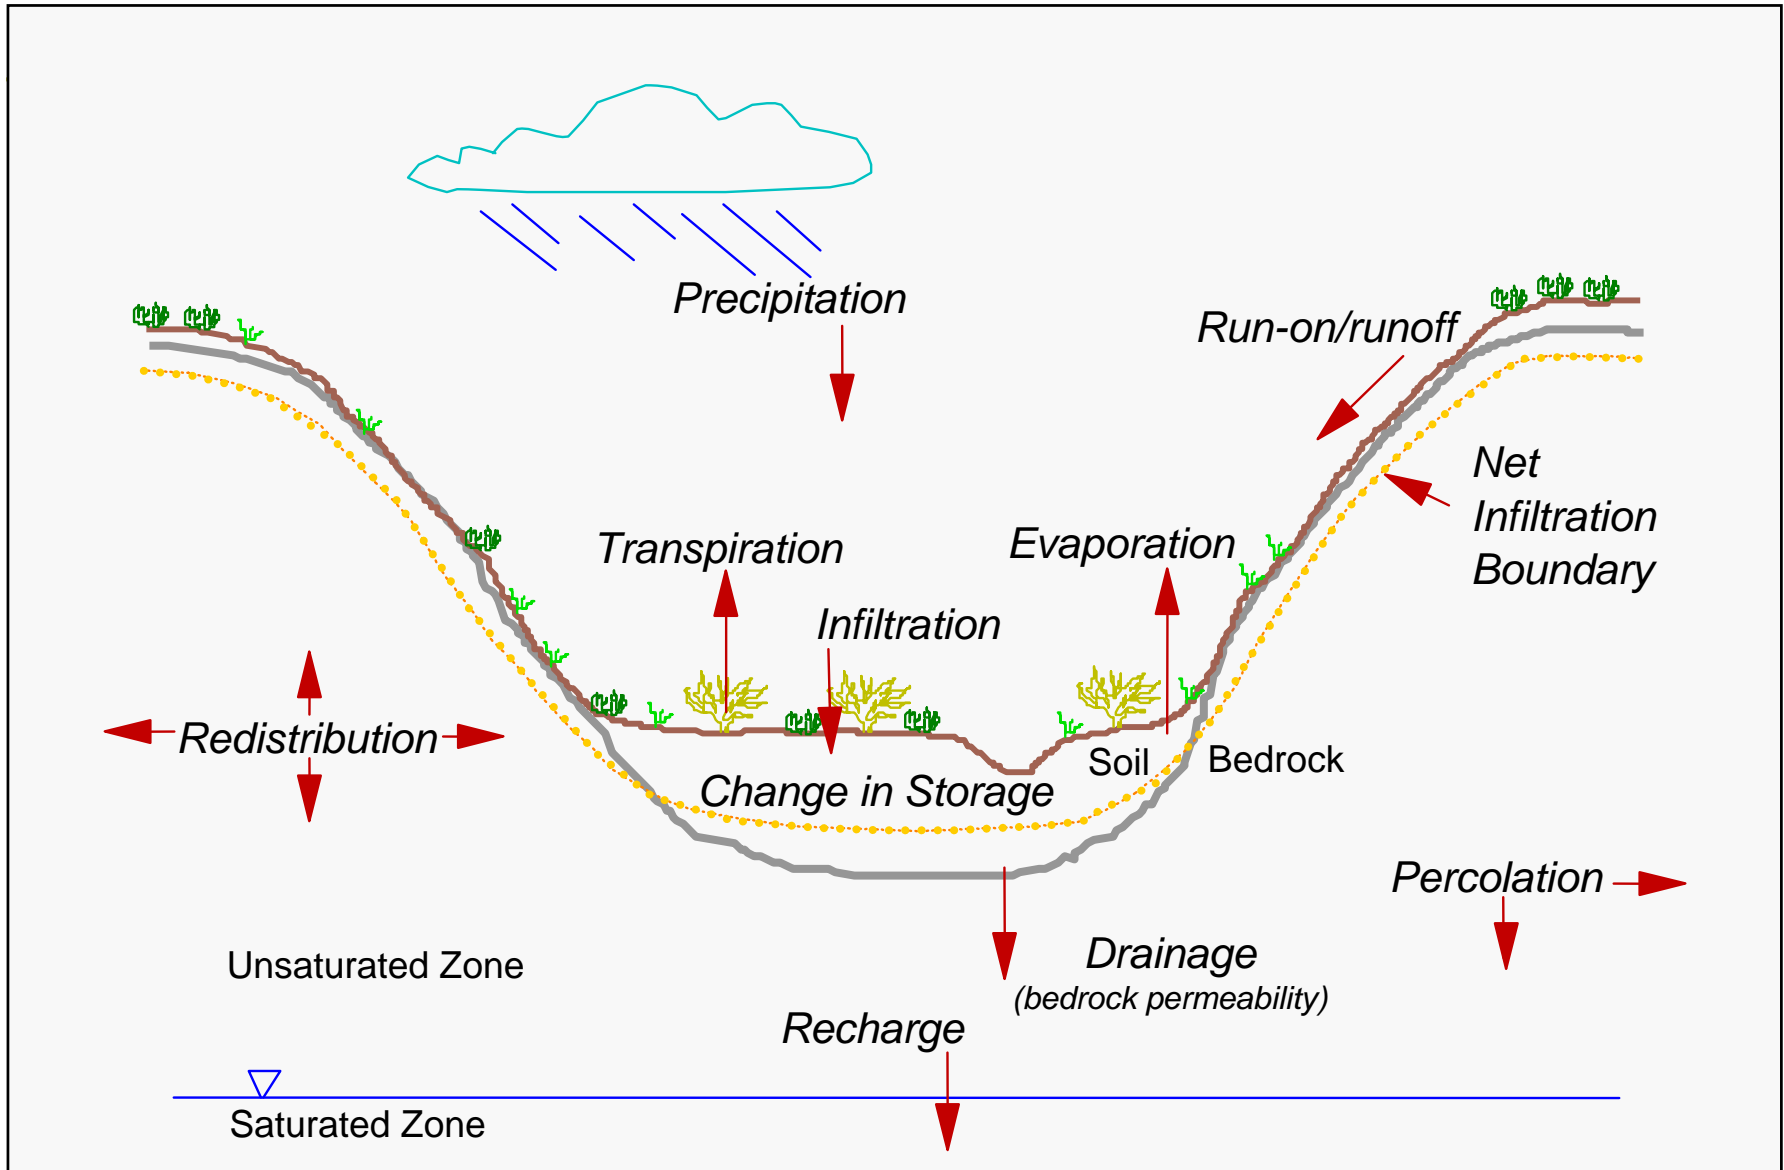 Precipitation
Run-on/runoff
Net
Infiltration
Boundary
Transpiration
Evaporation
Infiltration
Redistribution
Soil
Bedrock
Change in Storage
Percolation
Unsaturated Zone
Drainage
(bedrock permeability)
Recharge
Saturated Zone